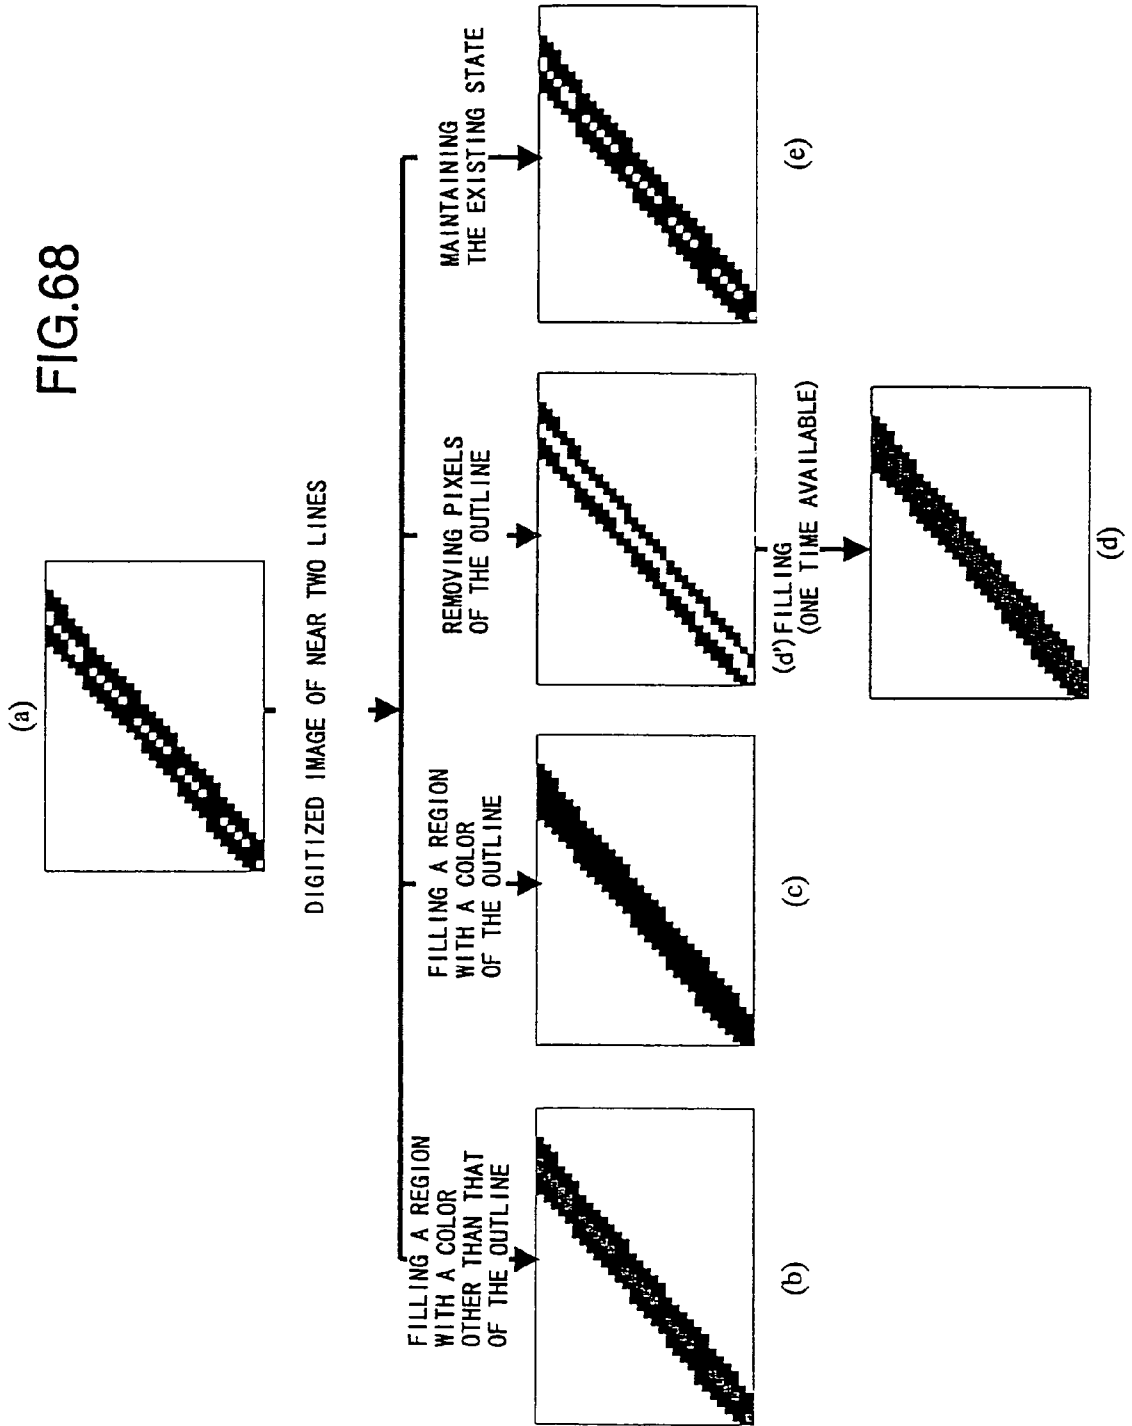 FIG.68
(a)
DIGITIZED IMAGE OF NEAR TWO LINES
FILLING A REGION
WITH A COLOR
OTHER THAN THAT
OF THE OUTLINE
(b)
FILLING A REGION
WITH A COLOR
OF THE OUTLINE
(c)
REMOVING PIXELS
OF THE OUTLINE
(d')FILLING
(ONE TIME AVAILABLE)
(d)
MAINTAINING
THE EXISTING STATE
(e)